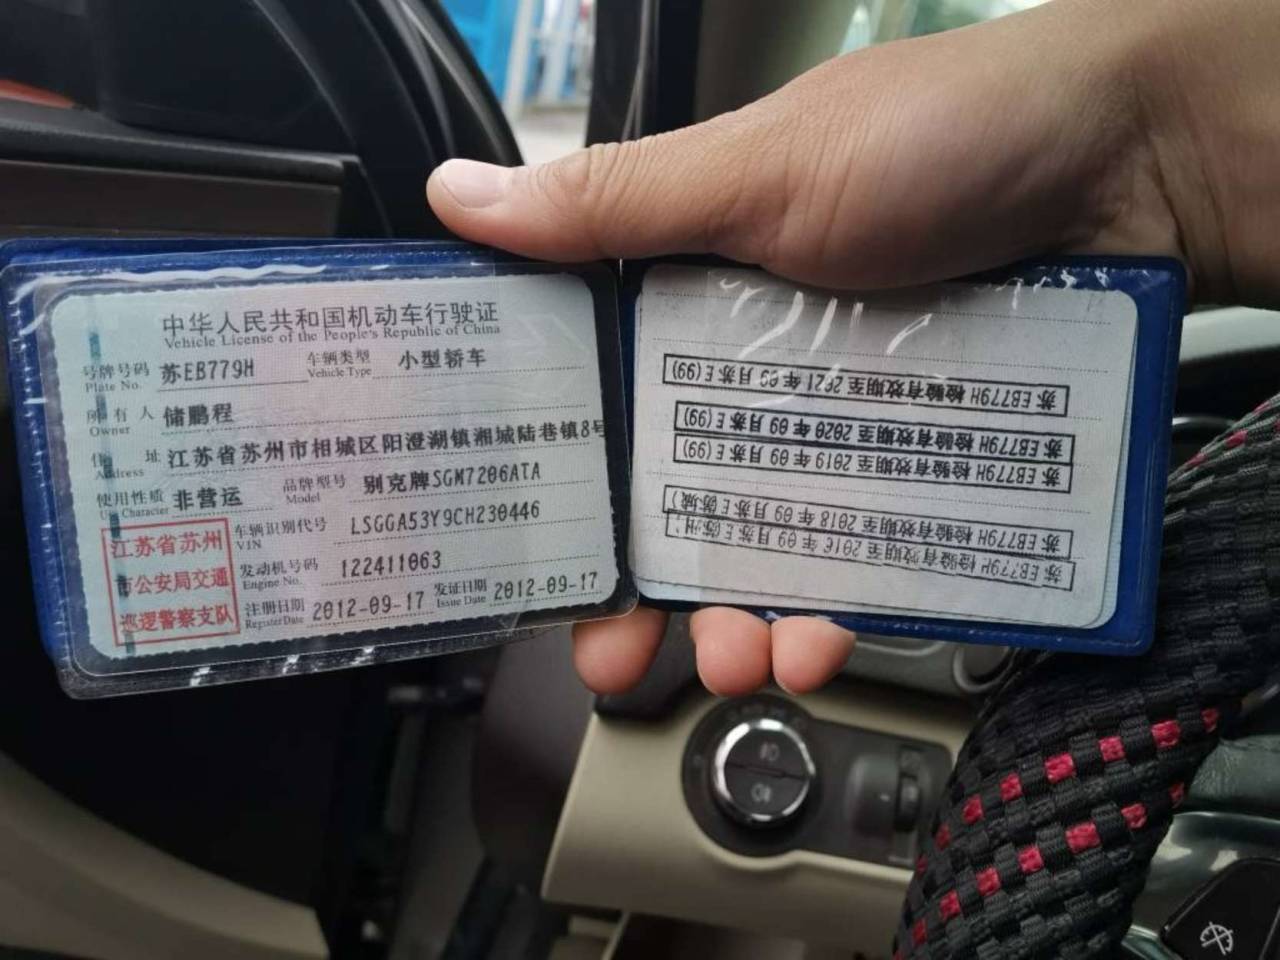 中华人民共和国机动车行驶证
Vehicle License of the People's Republic of China
号牌号码 苏EB779H 车辆类型 小型轿车
Plate No. Vehicle Type
所有人 储鹏程
Owner
住址 江苏省苏州市相城区阳澄湖镇湘城陆巷镇8号
Address
使用性质 非营运 品牌型号 别克牌SGM7206ATA
Use Character Model
车辆识别代号 LSGGA53Y9CH230446
VIN
发动机号码 122411063
Engine No.
注册日期 2012-09-17 发证日期 2012-09-17
Register Date Issue Date
江苏省苏州
市公安局交通
巡逻警察支队
苏EB779H 检验有效期至 2021年09月苏E(99)
苏EB779H 检验有效期至 2020年09月苏E(99)
苏EB779H 检验有效期至 2019年09月苏E(99)
苏EB779H 检验有效期至 2018年09月苏E
苏EB779H 检验有效期至 2016年09月苏E